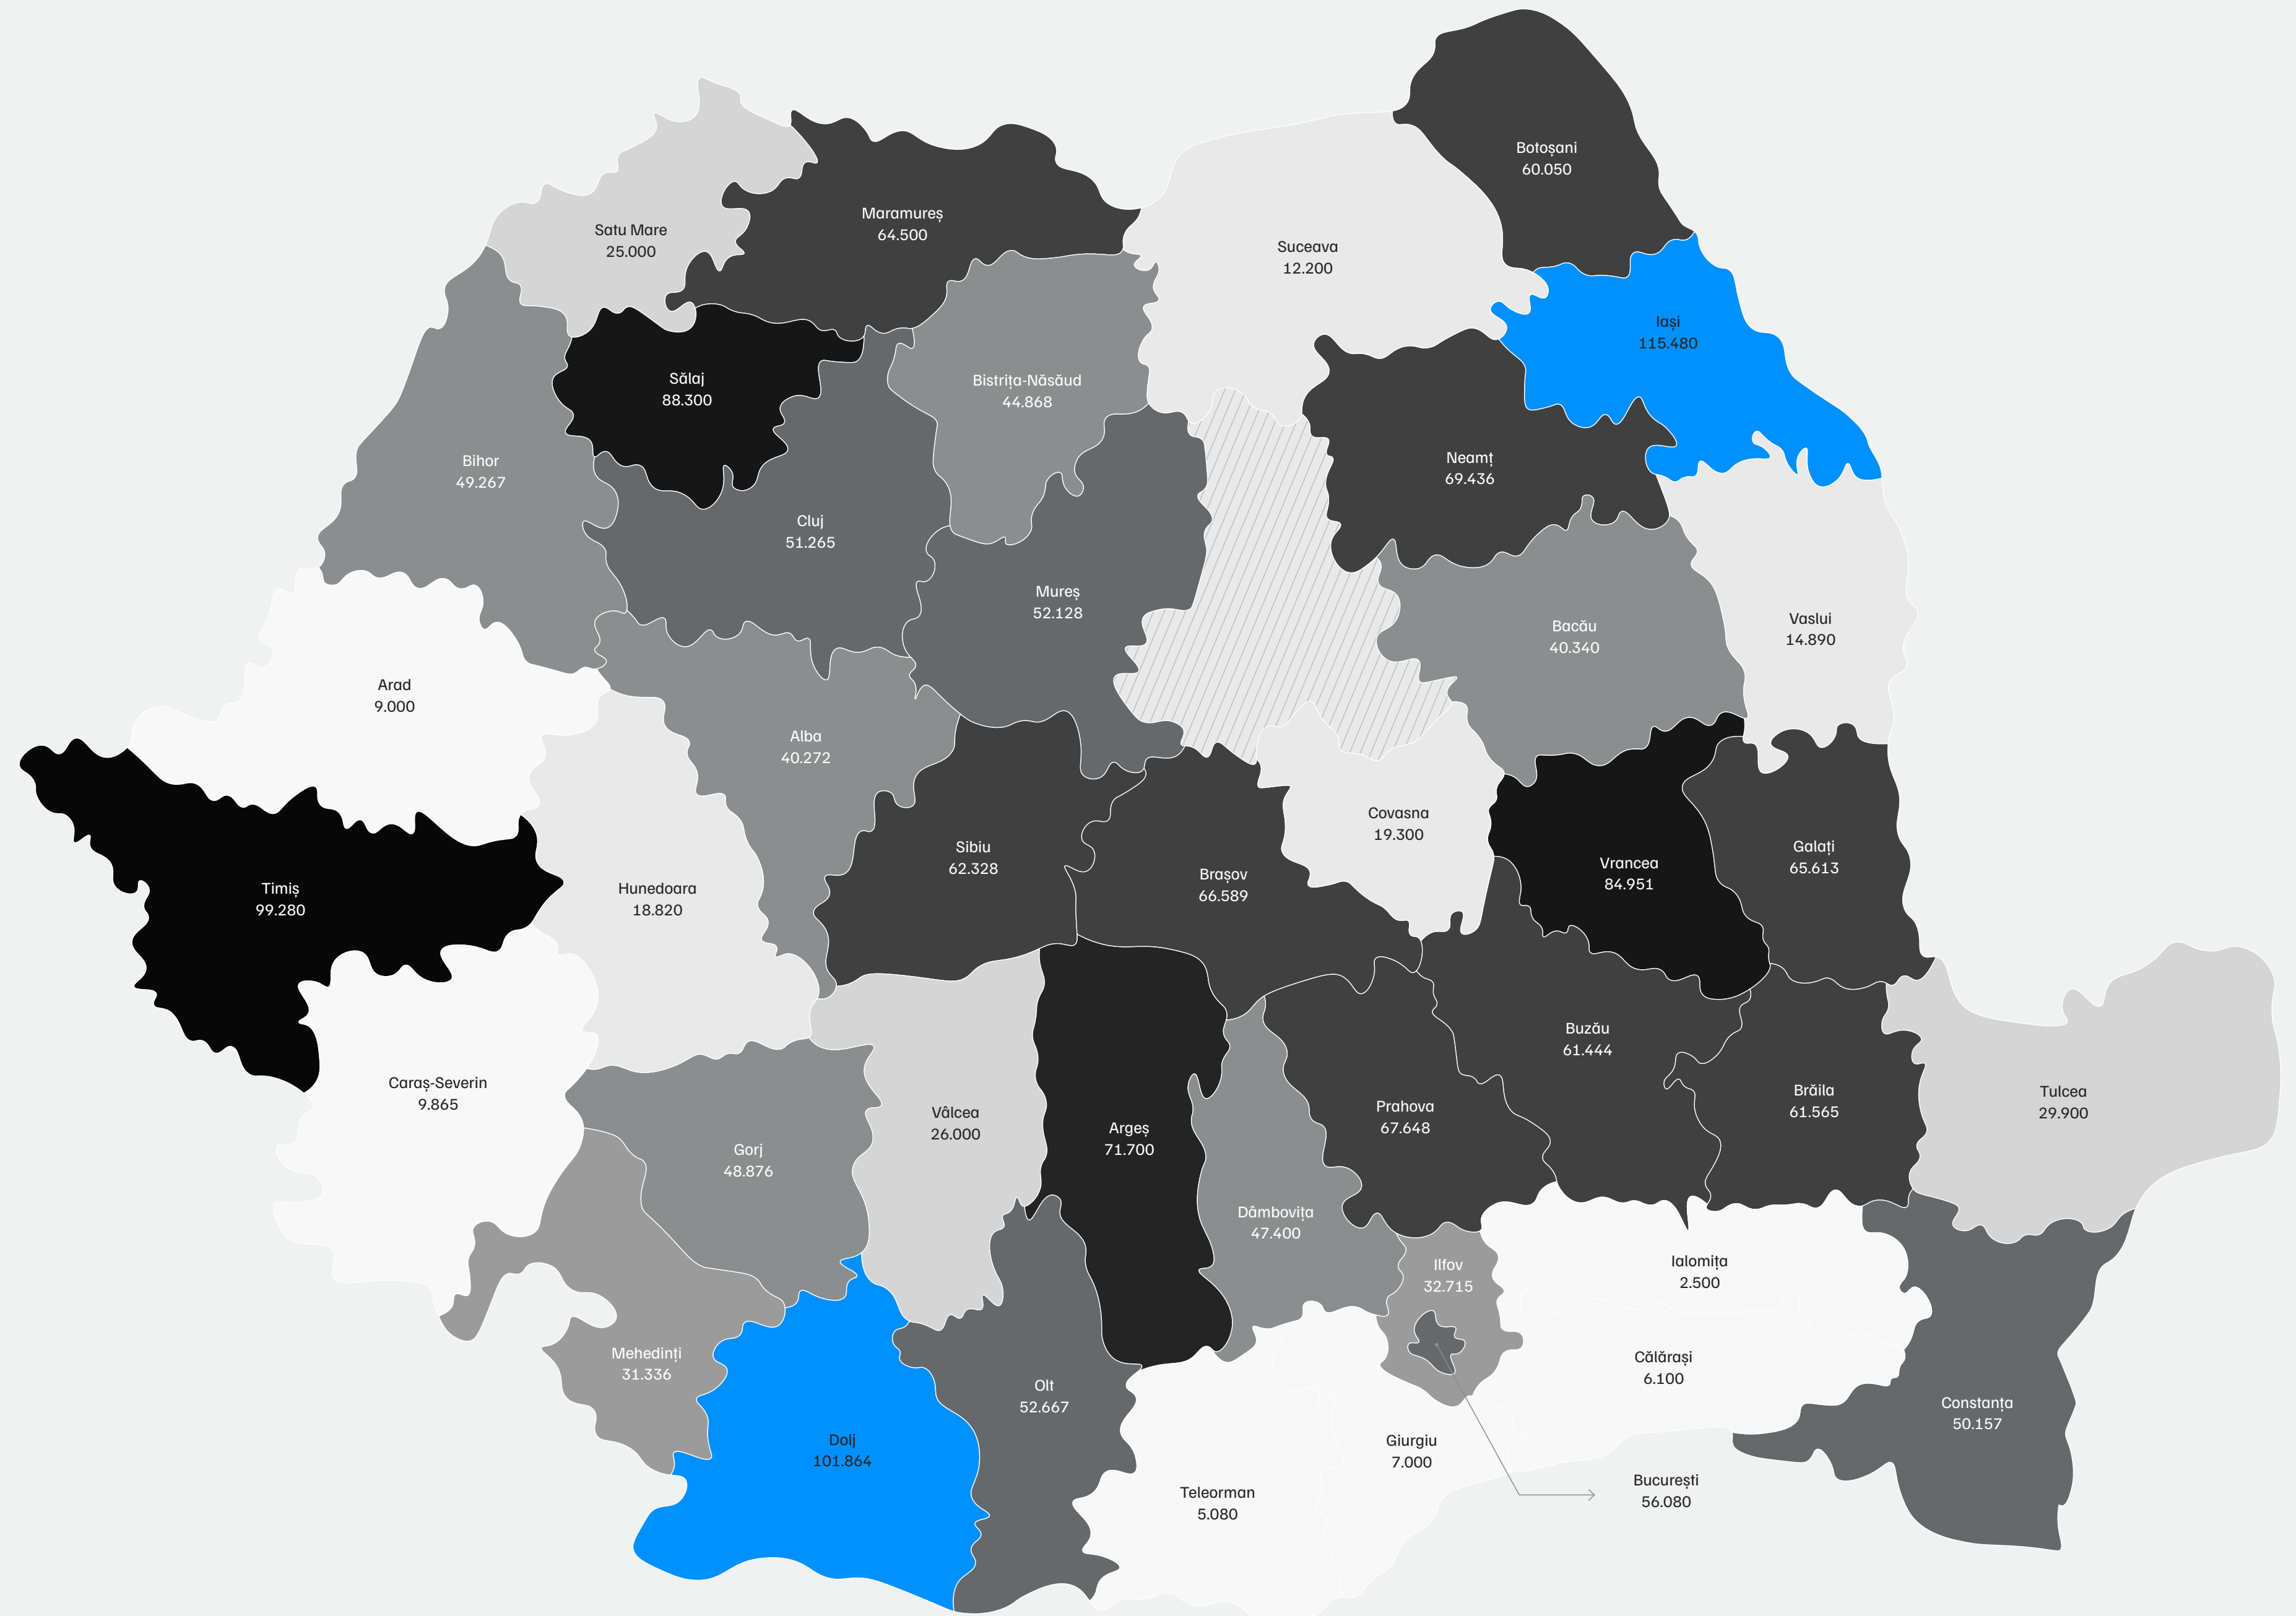 Botoșani
60.050
Maramureș
64.500
Satu Mare
25.000
Suceava
12.200
Iași
115.480
Sălaj
88.300
Bistrița-Năsăud
44.868
Bihor
49.267
Neamț
69.436
Cluj
51.265
Mureș
52.128
Bacău
40.340
Vaslui
14.890
Arad
9.000
Alba
40.272
Covasna
19.300
Sibiu
62.328
Brașov
66.589
Vrancea
84.951
Galați
65.613
Timiș
99.280
Hunedoara
18.820
Buzău
61.444
Caraș-Severin
9.865
Brăila
61.565
Tulcea
29.900
Prahova
67.648
Vâlcea
26.000
Argeș
71.700
Gorj
48.876
Dâmbovița
47.400
Ilfov
32.715
Ialomița
2.500
Mehedinți
31.336
Călărași
6.100
Olt
52.667
Constanța
50.157
Dolj
101.864
Giurgiu
7.000
București
56.080
Teleorman
5.080